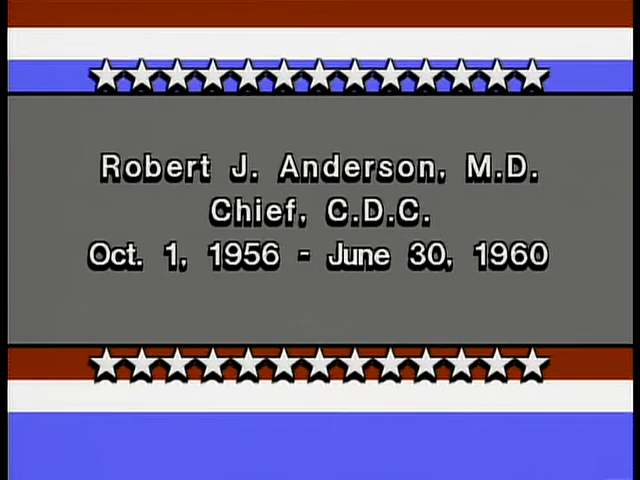 Robert J. Anderson, M.D.
Chief, C.D.C.
Oct. 1, 1956 - June 30, 1960